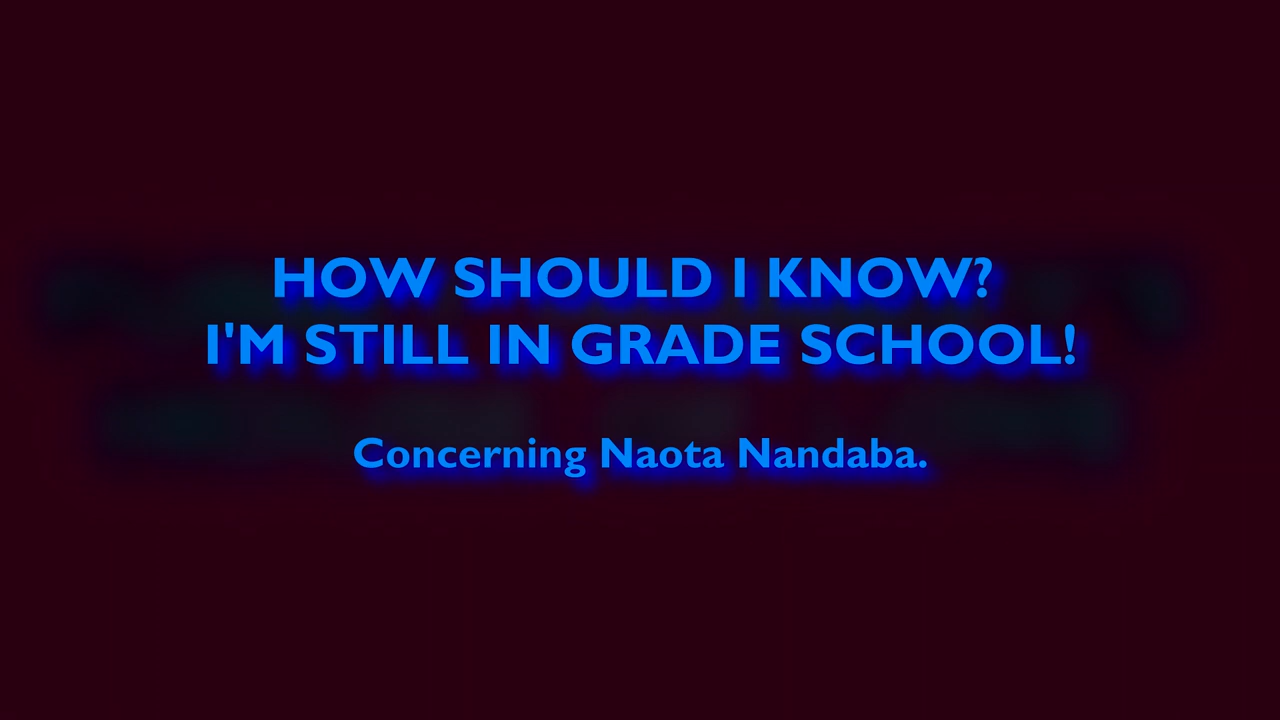 HOW SHOULD I KNOW?
I'M STILL IN GRADE SCHOOL!
Concerning Naota Nandaba.